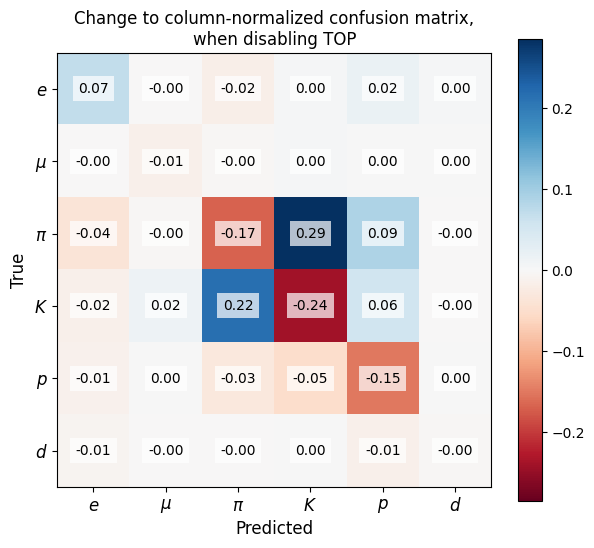 Change to column-normalized confusion matrix,
when disabling TOP
e 0.07 -0.00 -0.02 0.00 0.02 0.00
μ -0.00 -0.01 -0.00 0.00 0.00 0.00
π -0.04 -0.00 -0.17 0.29 0.09 -0.00
K -0.02 0.02 0.22 -0.24 0.06 -0.00
p -0.01 0.00 -0.03 -0.05 -0.15 0.00
d -0.01 -0.00 -0.00 0.00 -0.01 -0.00
e μ π K p d
Predicted
True
0.2
0.1
0.0
−0.1
−0.2